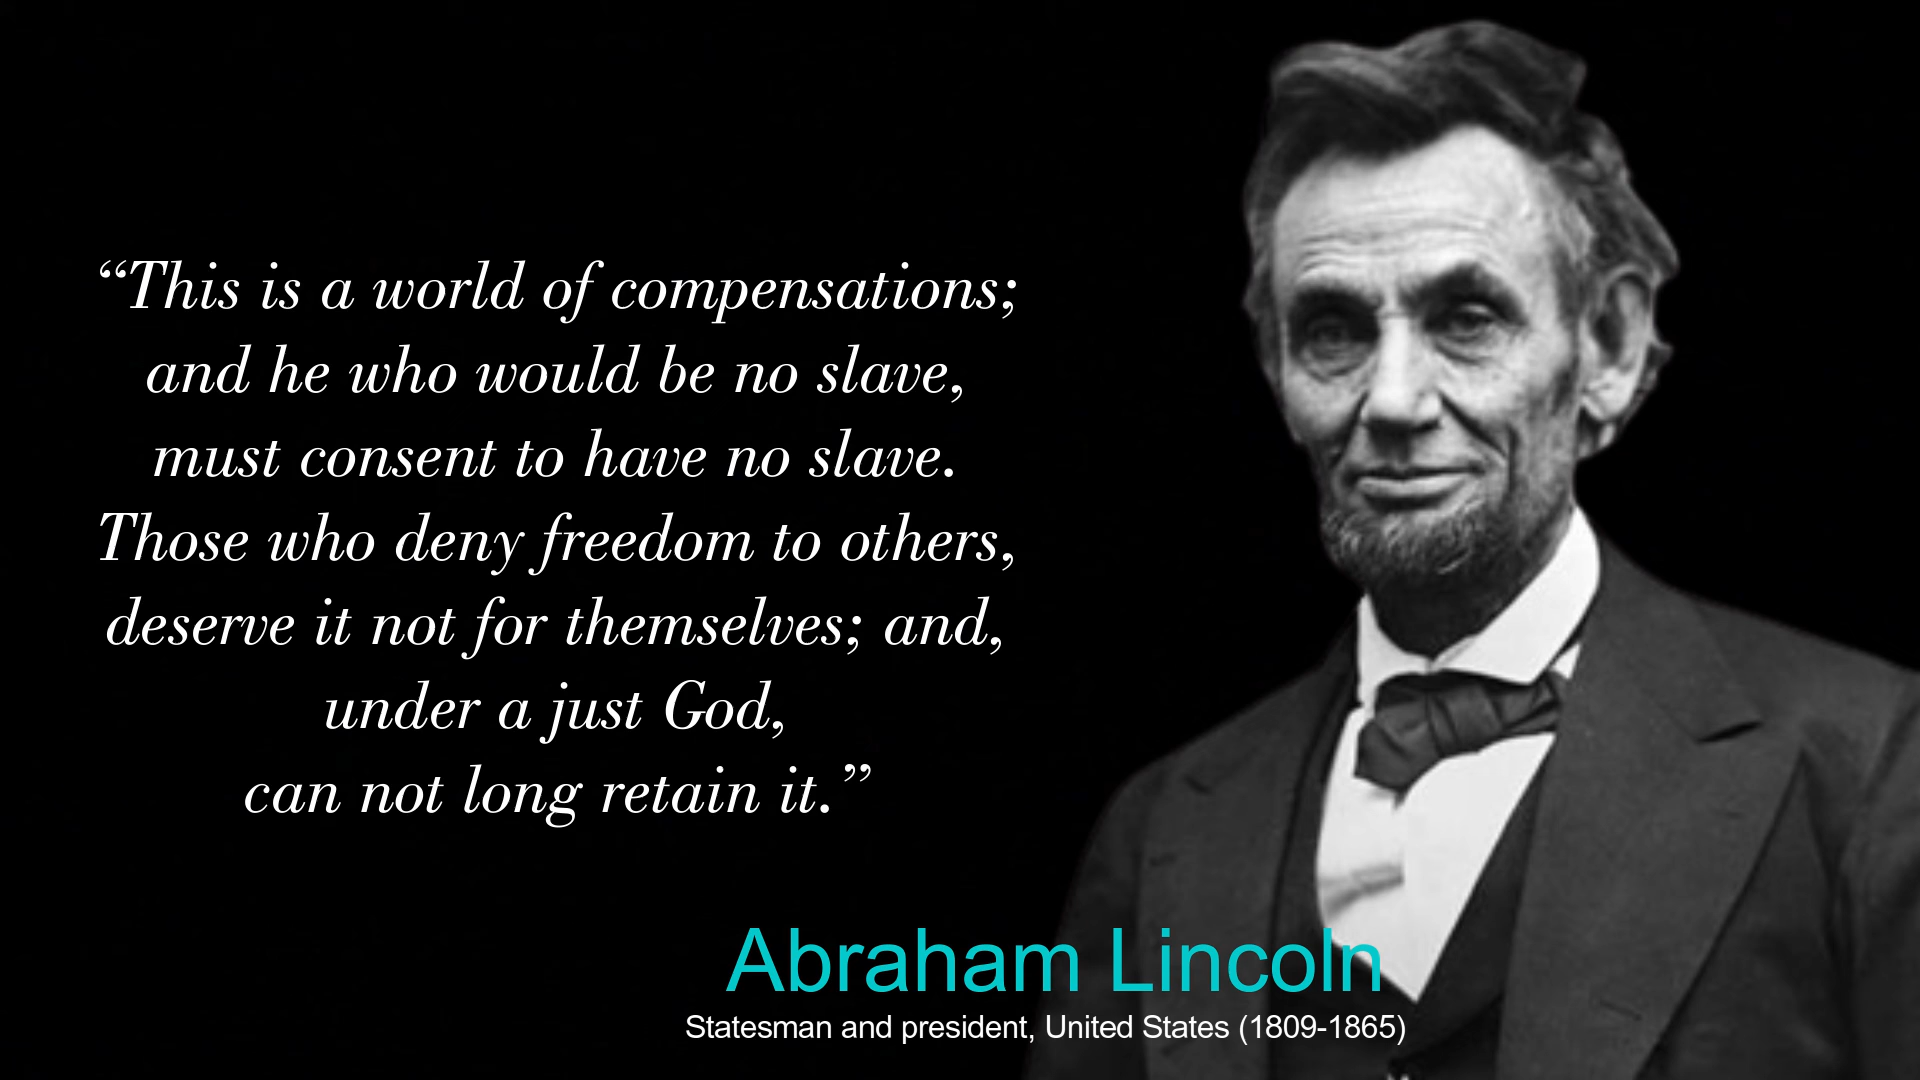 “This is a world of compensations;
and he who would be no slave,
must consent to have no slave.
Those who deny freedom to others,
deserve it not for themselves; and,
under a just God,
can not long retain it.”
Abraham Lincoln
Statesman and president, United States (1809-1865)